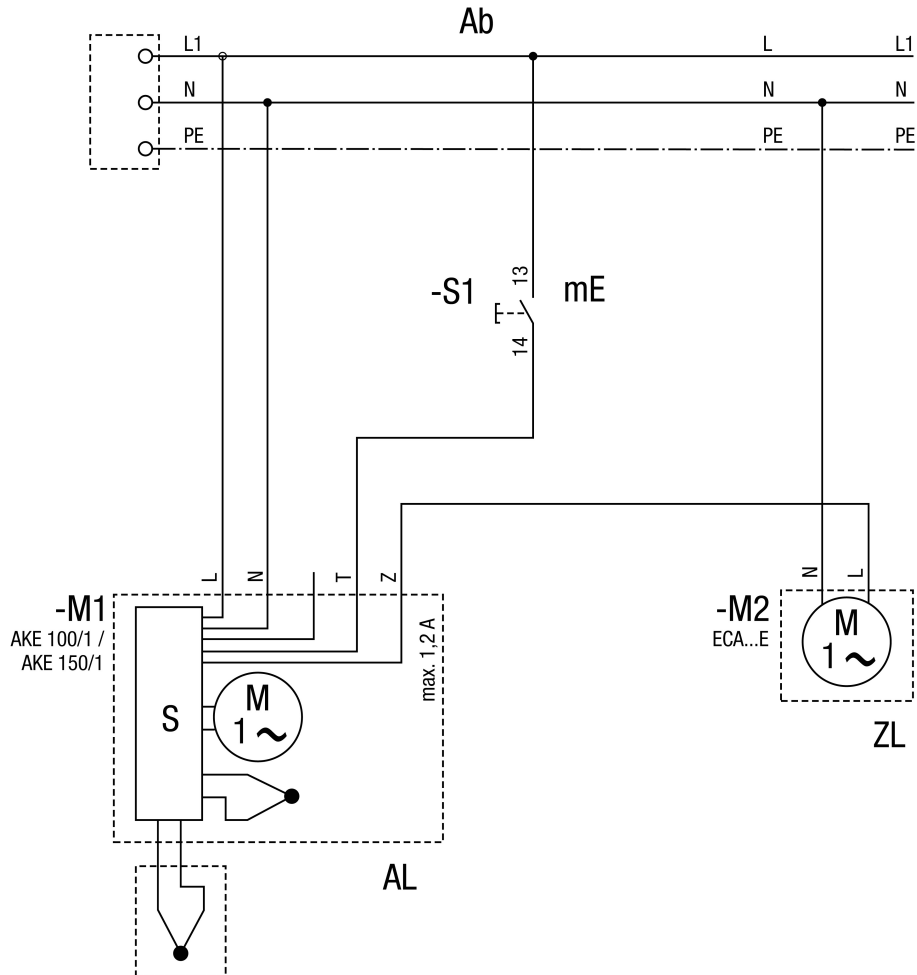 Ab
L1 L L1
N N N
PE PE PE
13
-S1 mE
14
L N T Z
N L
-M1
AKE 100/1 /
AKE 150/1
max. 1,2 A
-M2
ECA...E
M
1 ~
S
M
1 ~
ZL
AL